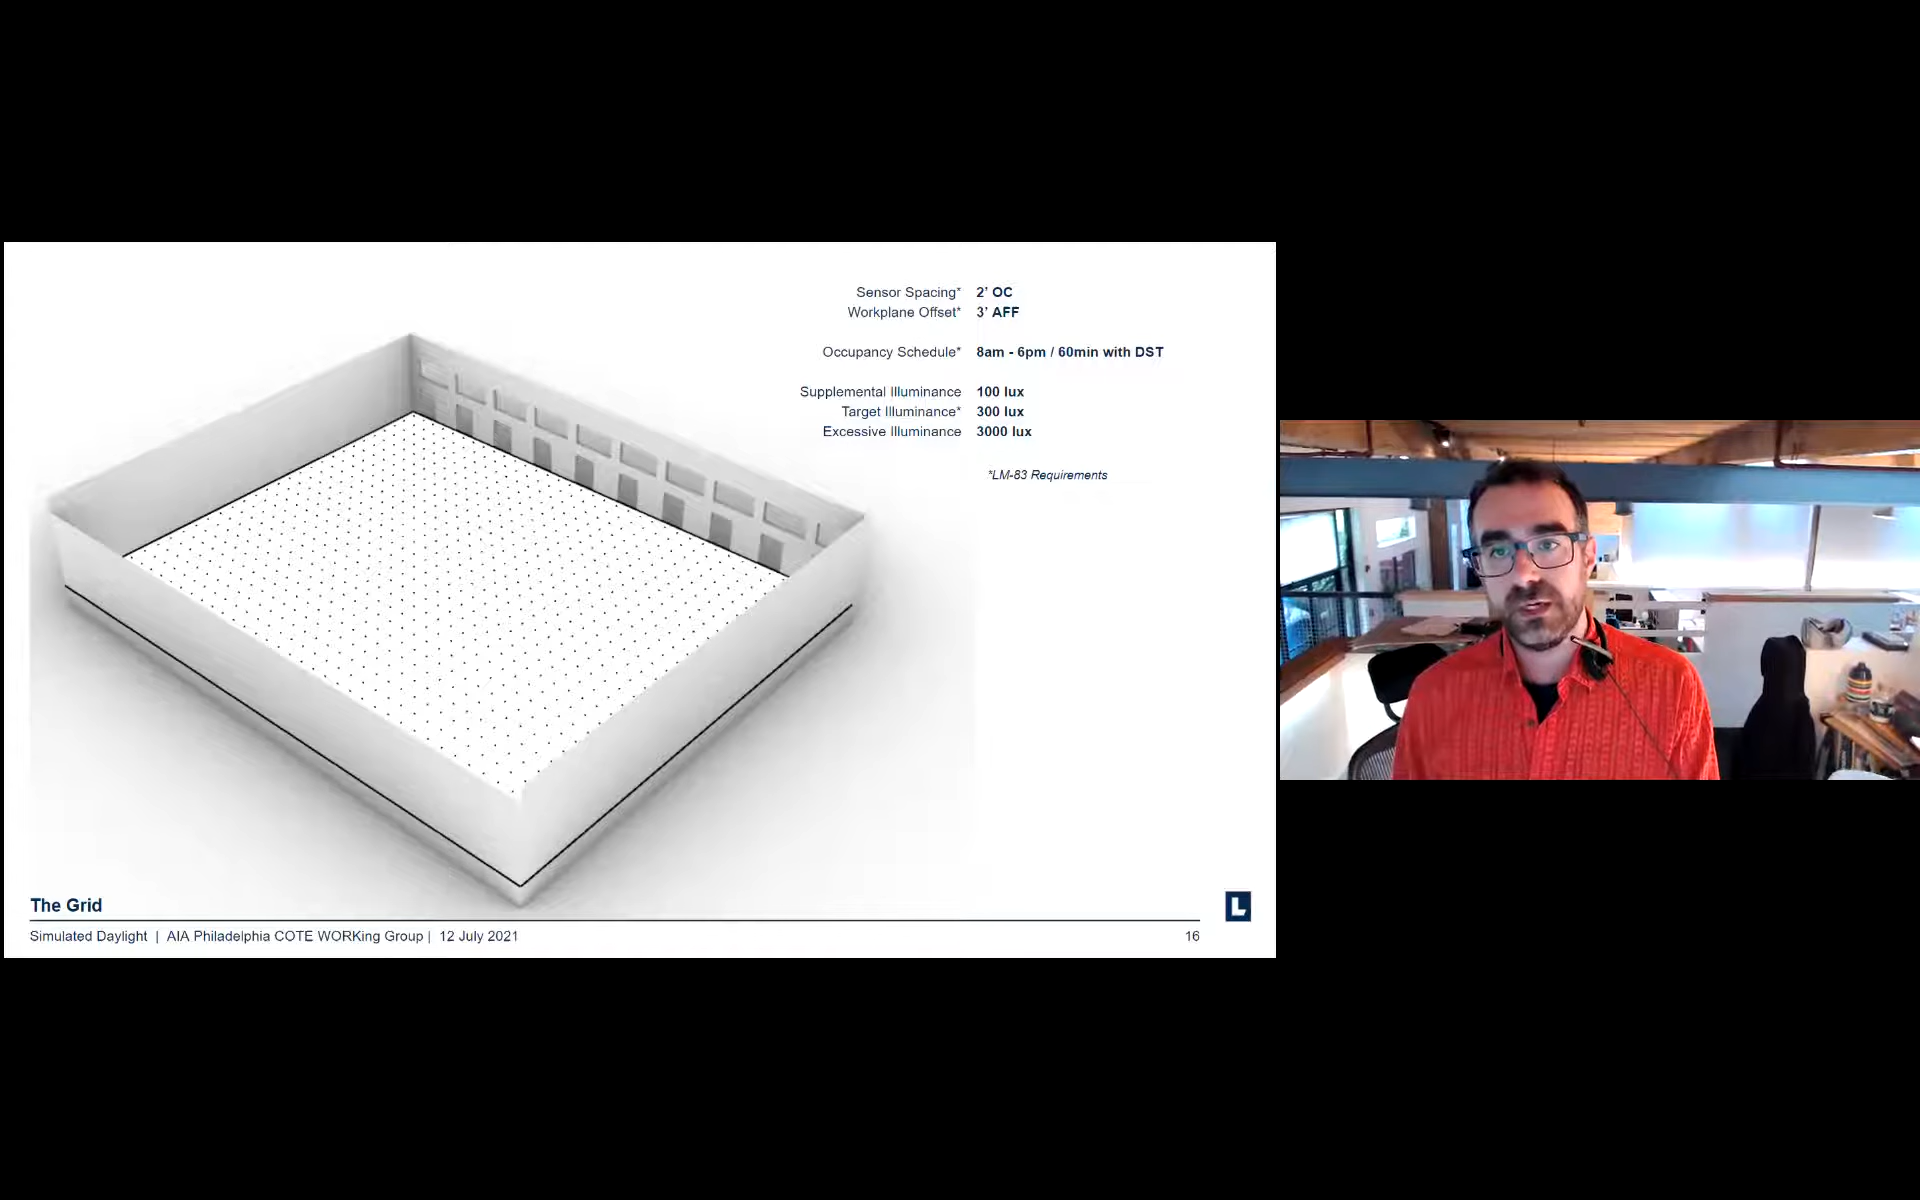 Sensor Spacing* 2' OC
Workplane Offset* 3' AFF
Occupancy Schedule* 8am - 6pm / 60min with DST
Supplemental Illuminance 100 lux
Target Illuminance* 300 lux
Excessive Illuminance 3000 lux
*LM-83 Requirements
The Grid
L
Simulated Daylight | AIA Philadelphia COTE WORKing Group | 12 July 2021
16